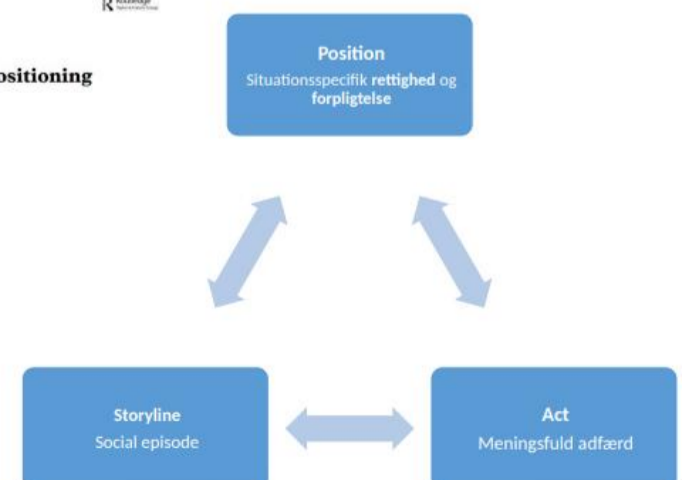 ositioning
Position
Situationsspecifik rettighed og
forpligtelse
Storyline
Social episode
Act
Meningsfuld adfærd